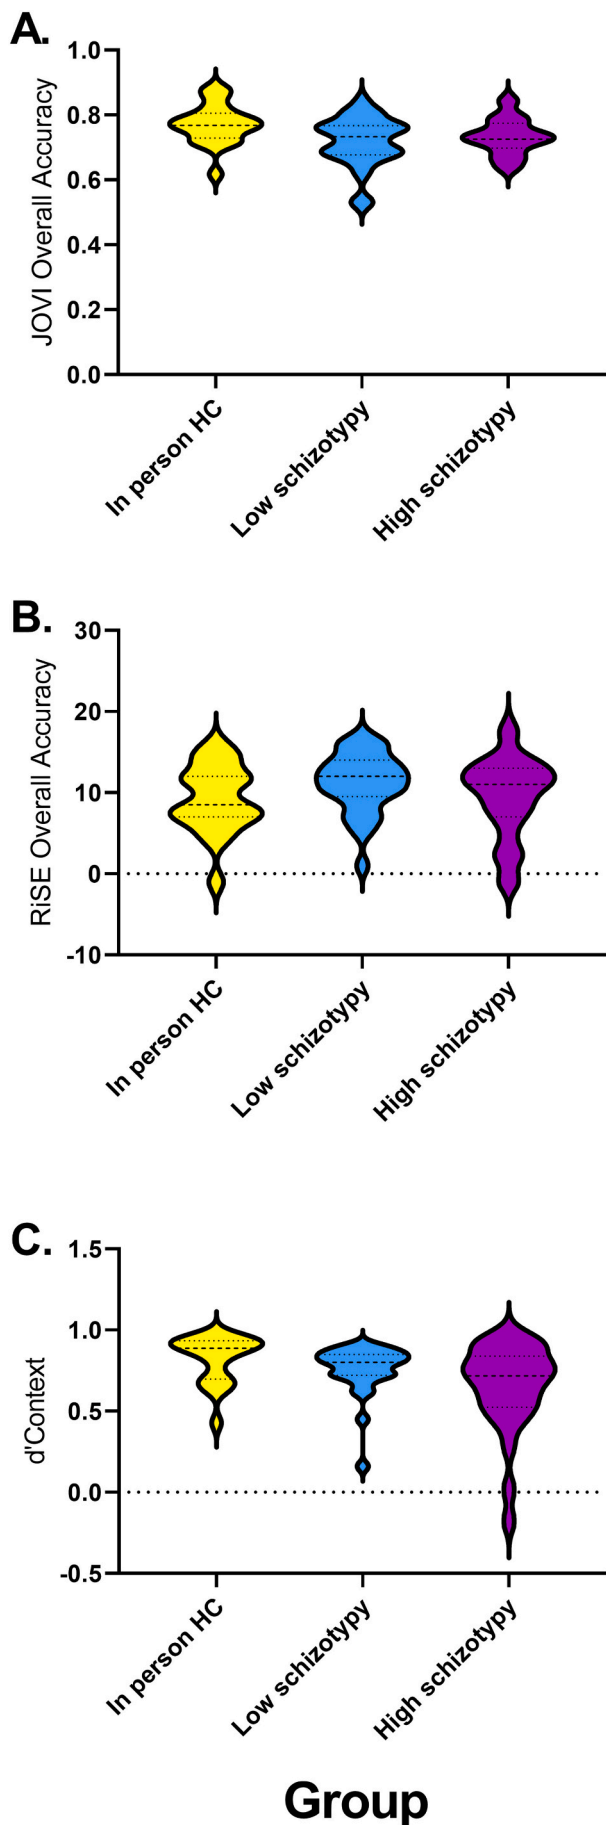 A.
1.0
0.8
0.6
0.4
0.2
0.0
JOVI Overall Accuracy
In person HC
Low schizotypy
High schizotypy
B.
30
20
10
0
-10
RiSE Overall Accuracy
In person HC
Low schizotypy
High schizotypy
C.
1.5
1.0
0.5
0.0
-0.5
d'Context
In person HC
Low schizotypy
High schizotypy
Group